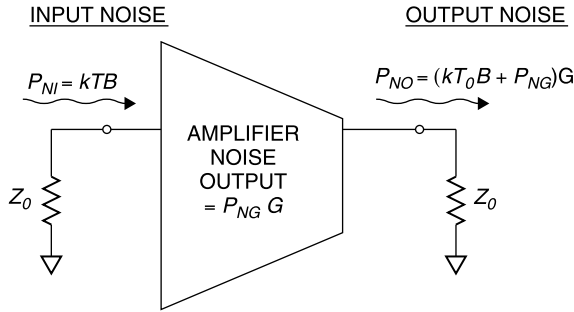 INPUT NOISE
OUTPUT NOISE
P_NI = kTB
P_NO = (kT_0B + P_NG)G
AMPLIFIER
NOISE
OUTPUT
= P_NG G
Z_0
Z_0